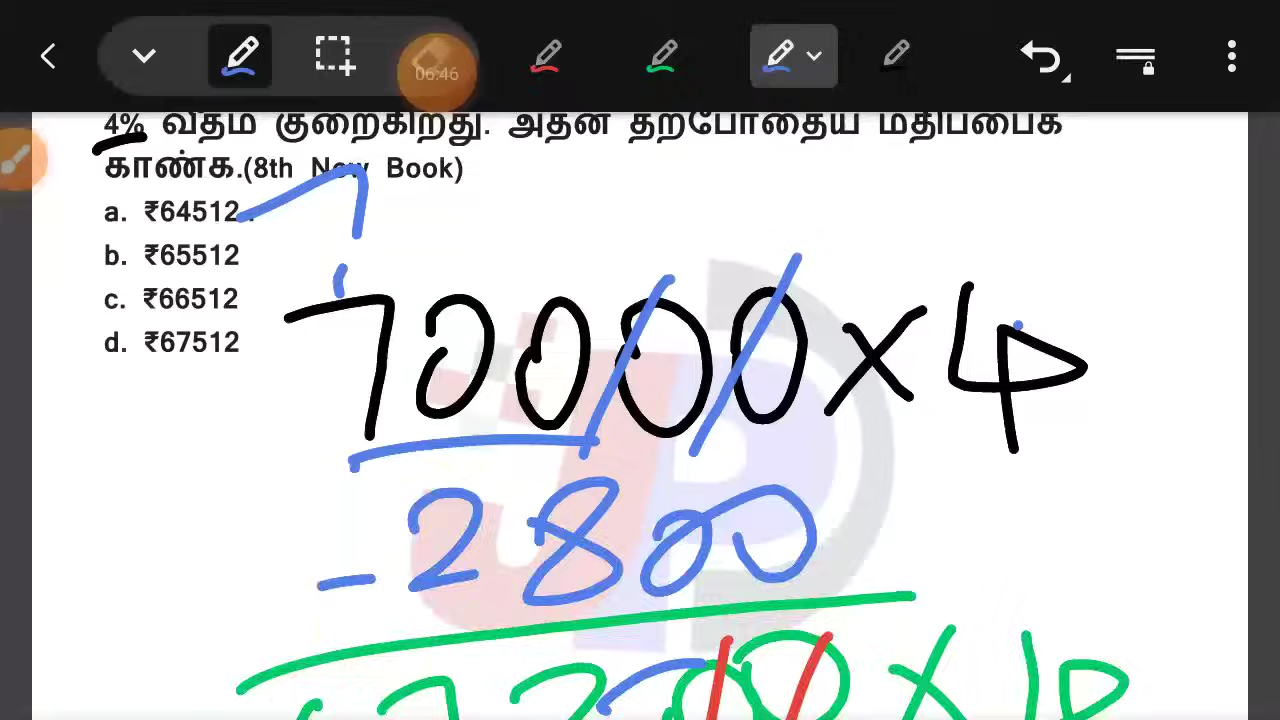 06:46
4% வீதம் குறைகிறது. அதன் தற்போதைய மதிப்பைக்
காண்க.(8th New Book)
a. ₹64512 .
b. ₹65512
c. ₹66512
d. ₹67512
70000 × 4
- 2800